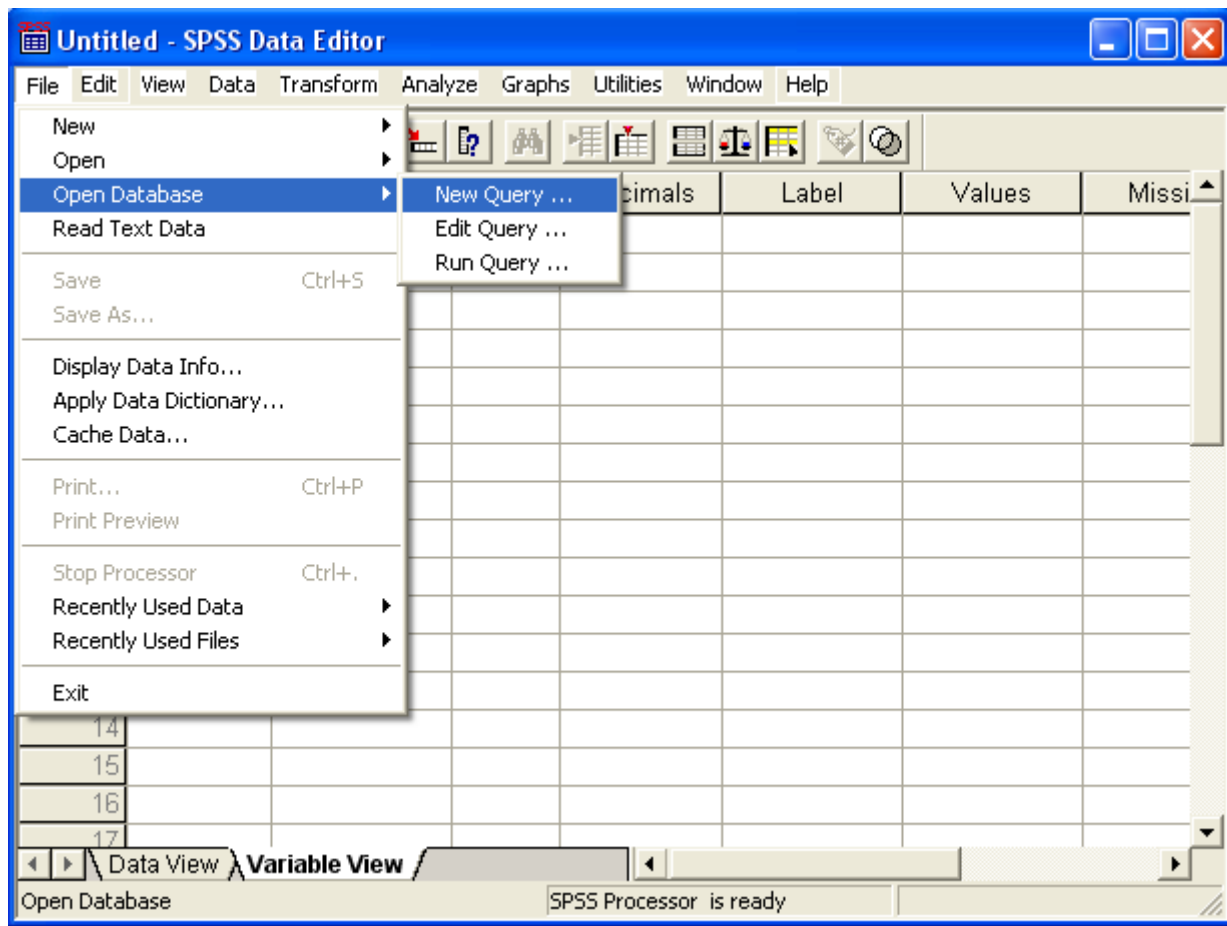 SPSS
Untitled - SPSS Data Editor
File Edit View Data Transform Analyze Graphs Utilities Window Help
New
Open
Open Database
Read Text Data
Save Ctrl+S
Save As...
Display Data Info...
Apply Data Dictionary...
Cache Data...
Print... Ctrl+P
Print Preview
Stop Processor Ctrl+.
Recently Used Data
Recently Used Files
Exit
New Query ...
Edit Query ...
Run Query ...
cimals Label Values Missi
14
15
16
17
Data View Variable View
Open Database SPSS Processor is ready